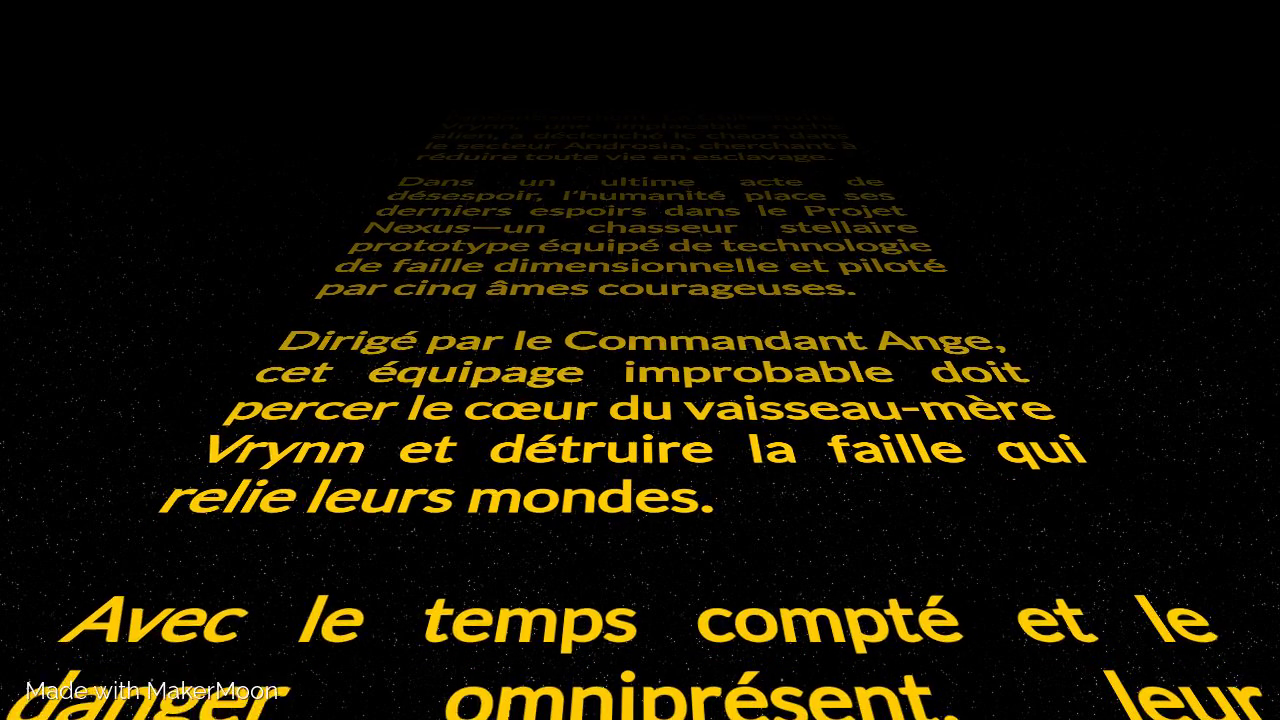 Vrynn, une implacable ruche
alien, a déclenché le chaos dans
le secteur Androsia, cherchant à
réduire toute vie en esclavage.
Dans un ultime acte de
désespoir, l'humanité place ses
derniers espoirs dans le Projet
Nexus—un chasseur stellaire
prototype équipé de technologie
de faille dimensionnelle et piloté
par cinq âmes courageuses.
Dirigé par le Commandant Ange,
cet équipage improbable doit
percer le cœur du vaisseau-mère
Vrynn et détruire la faille qui
relie leurs mondes.
Avec le temps compté et le
danger omniprésent, leur
Made with MakerMoon